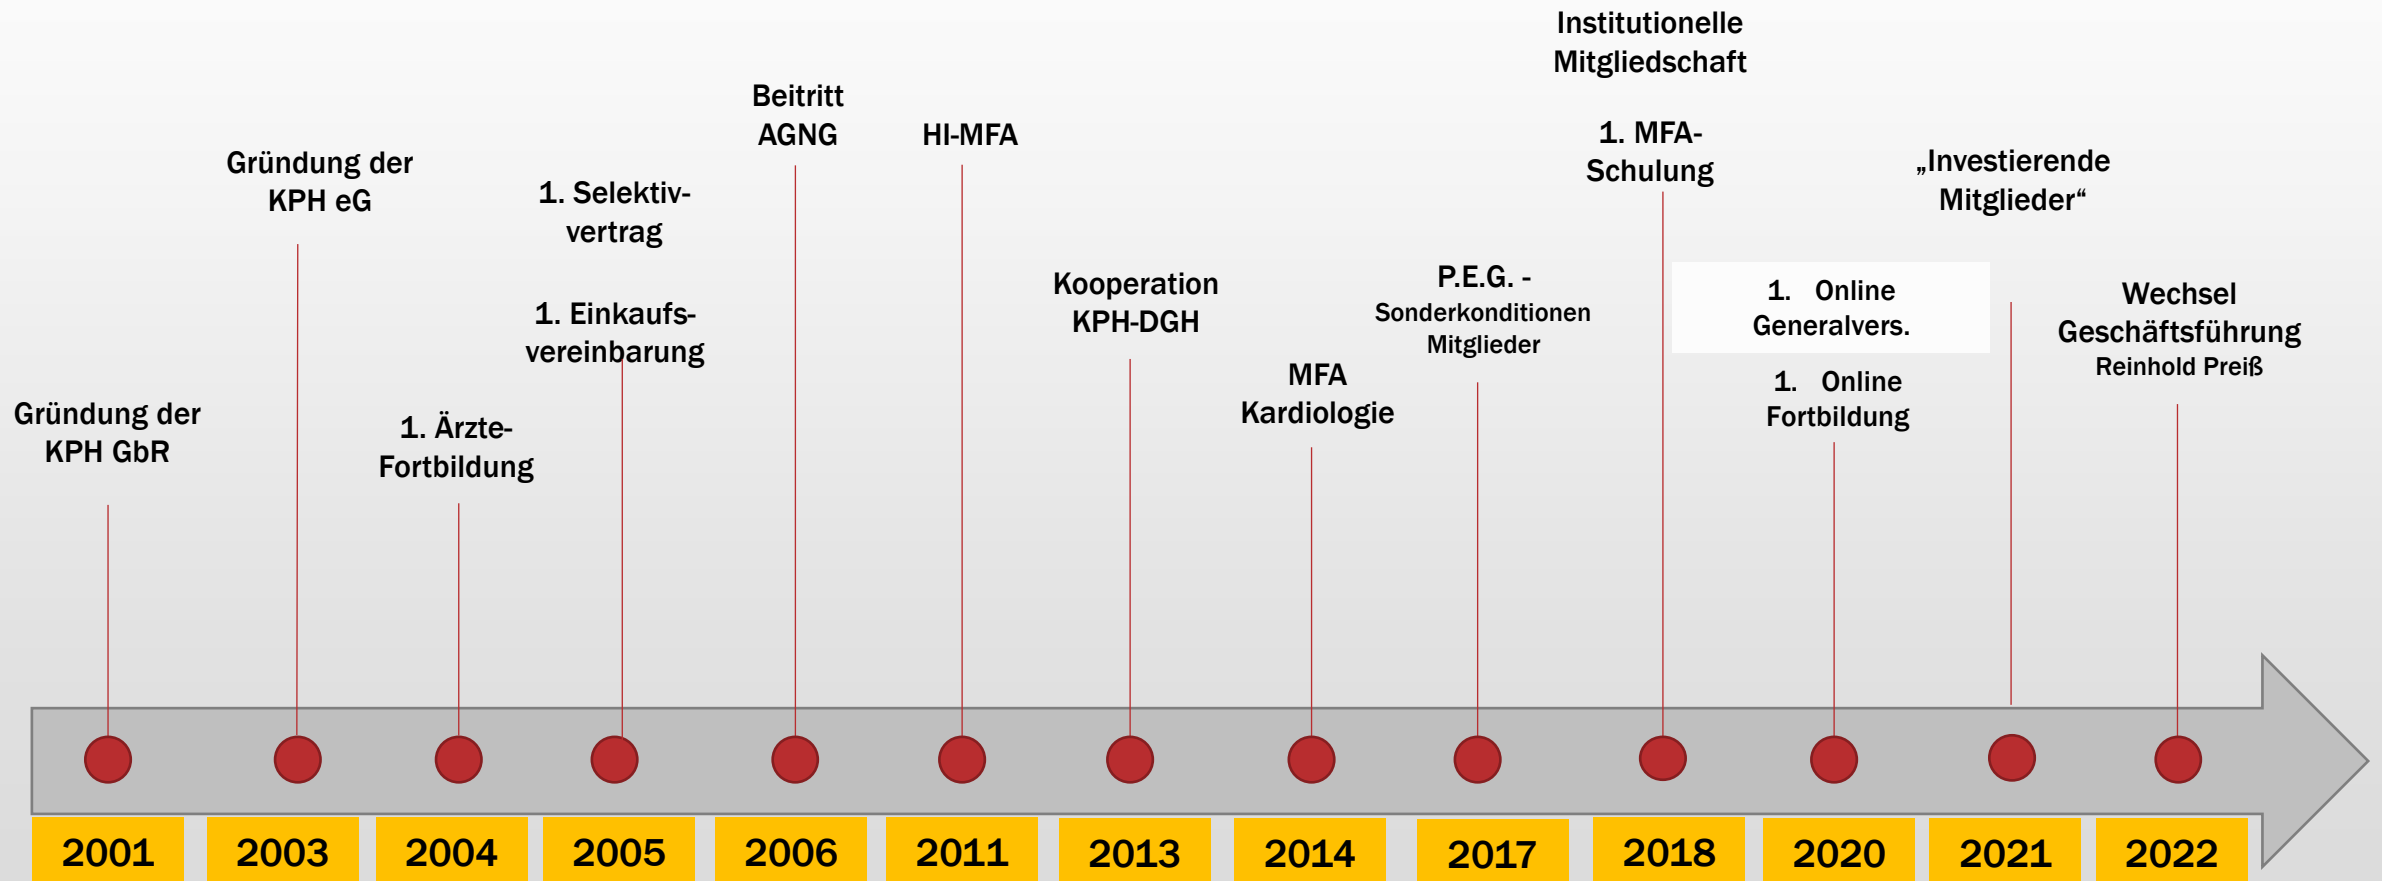 Gründung der
KPH GbR
Gründung der
KPH eG
1. Ärzte-
Fortbildung
1. Selektiv-
vertrag
1. Einkaufs-
vereinbarung
Beitritt
AGNG
HI-MFA
Kooperation
KPH-DGH
MFA
Kardiologie
P.E.G. -
Sonderkonditionen
Mitglieder
Institutionelle
Mitgliedschaft
1. MFA-
Schulung
1. Online
Generalvers.
1. Online
Fortbildung
„Investierende
Mitglieder“
Wechsel
Geschäftsführung
Reinhold Preiß
2001 2003 2004 2005 2006 2011 2013 2014 2017 2018 2020 2021 2022